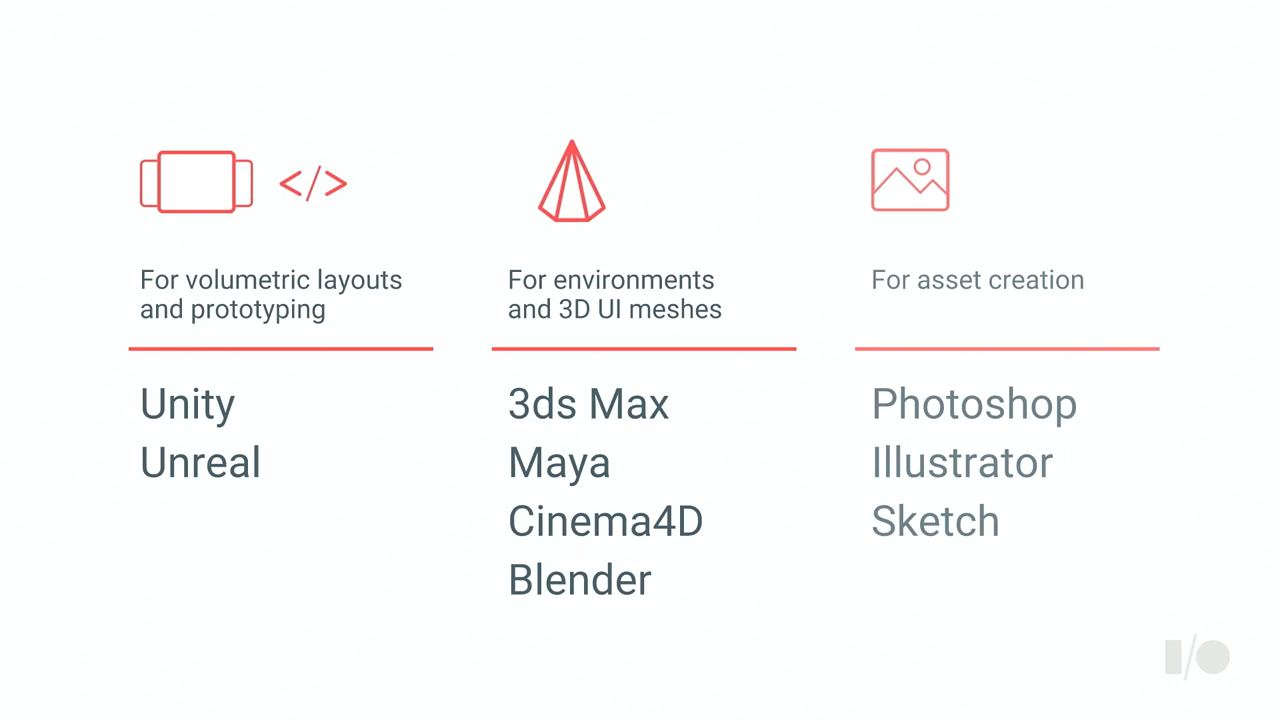 </>
For volumetric layouts
and prototyping
Unity
Unreal
For environments
and 3D UI meshes
3ds Max
Maya
Cinema4D
Blender
For asset creation
Photoshop
Illustrator
Sketch
I/O